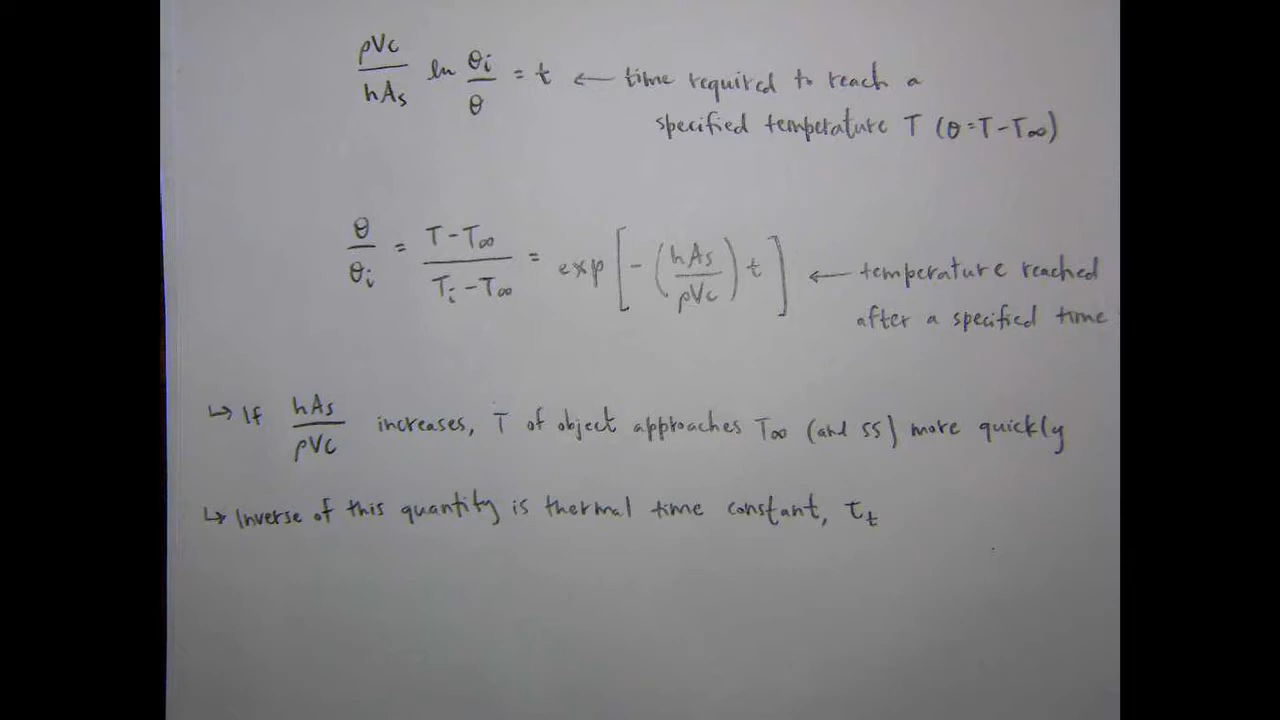 ρVc/hAs ln θi/θ = t ← time required to reach a
specified temperature T (θ=T-T∞)
θ/θi = T-T∞/Ti-T∞ = exp[-(hAs/ρVc)t] ← temperature reached
after a specified time
↳ If hAs/ρVc increases, T of object approaches T∞ (and ss) more quickly
↳ Inverse of this quantity is thermal time constant, τt